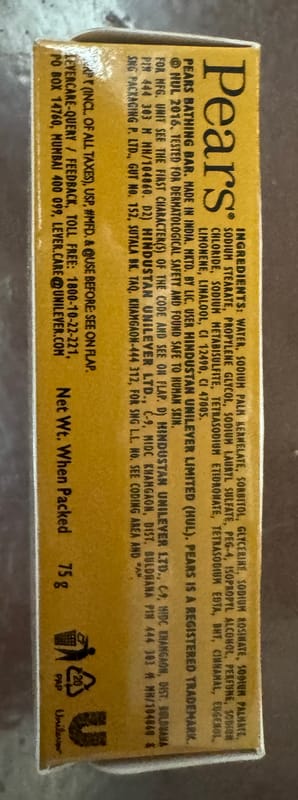 Pears®
INGREDIENTS: WATER, SODIUM PALM KERNELATE, SORBITOL, GLYCERINE, SODIUM ROSINATE, SODIUM PALMATE,
SODIUM STEARATE, PROPYLENE GLYCOL, SODIUM LAURYL SULFATE, PEG-4, ISOPROPYL ALCOHOL, PERFUME, SODIUM
CHLORIDE, SODIUM METABISULFITE, TETRASODIUM ETIDRONATE, TETRASODIUM EDTA, BHT, CINNAMAL, EUGENOL,
LIMONENE, LINALOOL, CI 12490, CI 47005.
PEARS BATHING BAR. MADE IN INDIA. MKTD. BY LIC. USER HINDUSTAN UNILEVER LIMITED (HUL). PEARS IS A REGISTERED TRADEMARK.
© HUL 2016. TESTED FOR DERMATOLOGICAL SAFETY AND FOUND SAFE TO HUMAN SKIN.
FOR MFG. UNIT SEE THE FIRST CHARACTER(S) OF THE CODE AND SEE ON FLAP. D) HINDUSTAN UNILEVER LTD., C-9, MIDC KHAMGAON, DIST. BULDHANA
PIN 444 303 M NH/104460. D2) HINDUSTAN UNILEVER LTD., C-9, MIDC KHAMGAON, DIST. BULDHANA PIN 444 303 M NH/104460 &
SNG PACKAGING P. LTD., GUT NO. 152, SUTALA BK. TAQ. KHAMGAON-444 312, FOR SNG L.L. NO. SEE CODING AREA AND "A"
(INCL. OF ALL TAXES), USP, #MFD. & @USE BEFORE: SEE ON FLAP.
LEVERCARE-QUERY / FEEDBACK, TOLL FREE: 1800-10-22-221,
PO BOX 14760, MUMBAI 400 099, LEVER.CARE@UNILEVER.COM
Net Wt. When Packed 75 g
20
PAP
Unilever